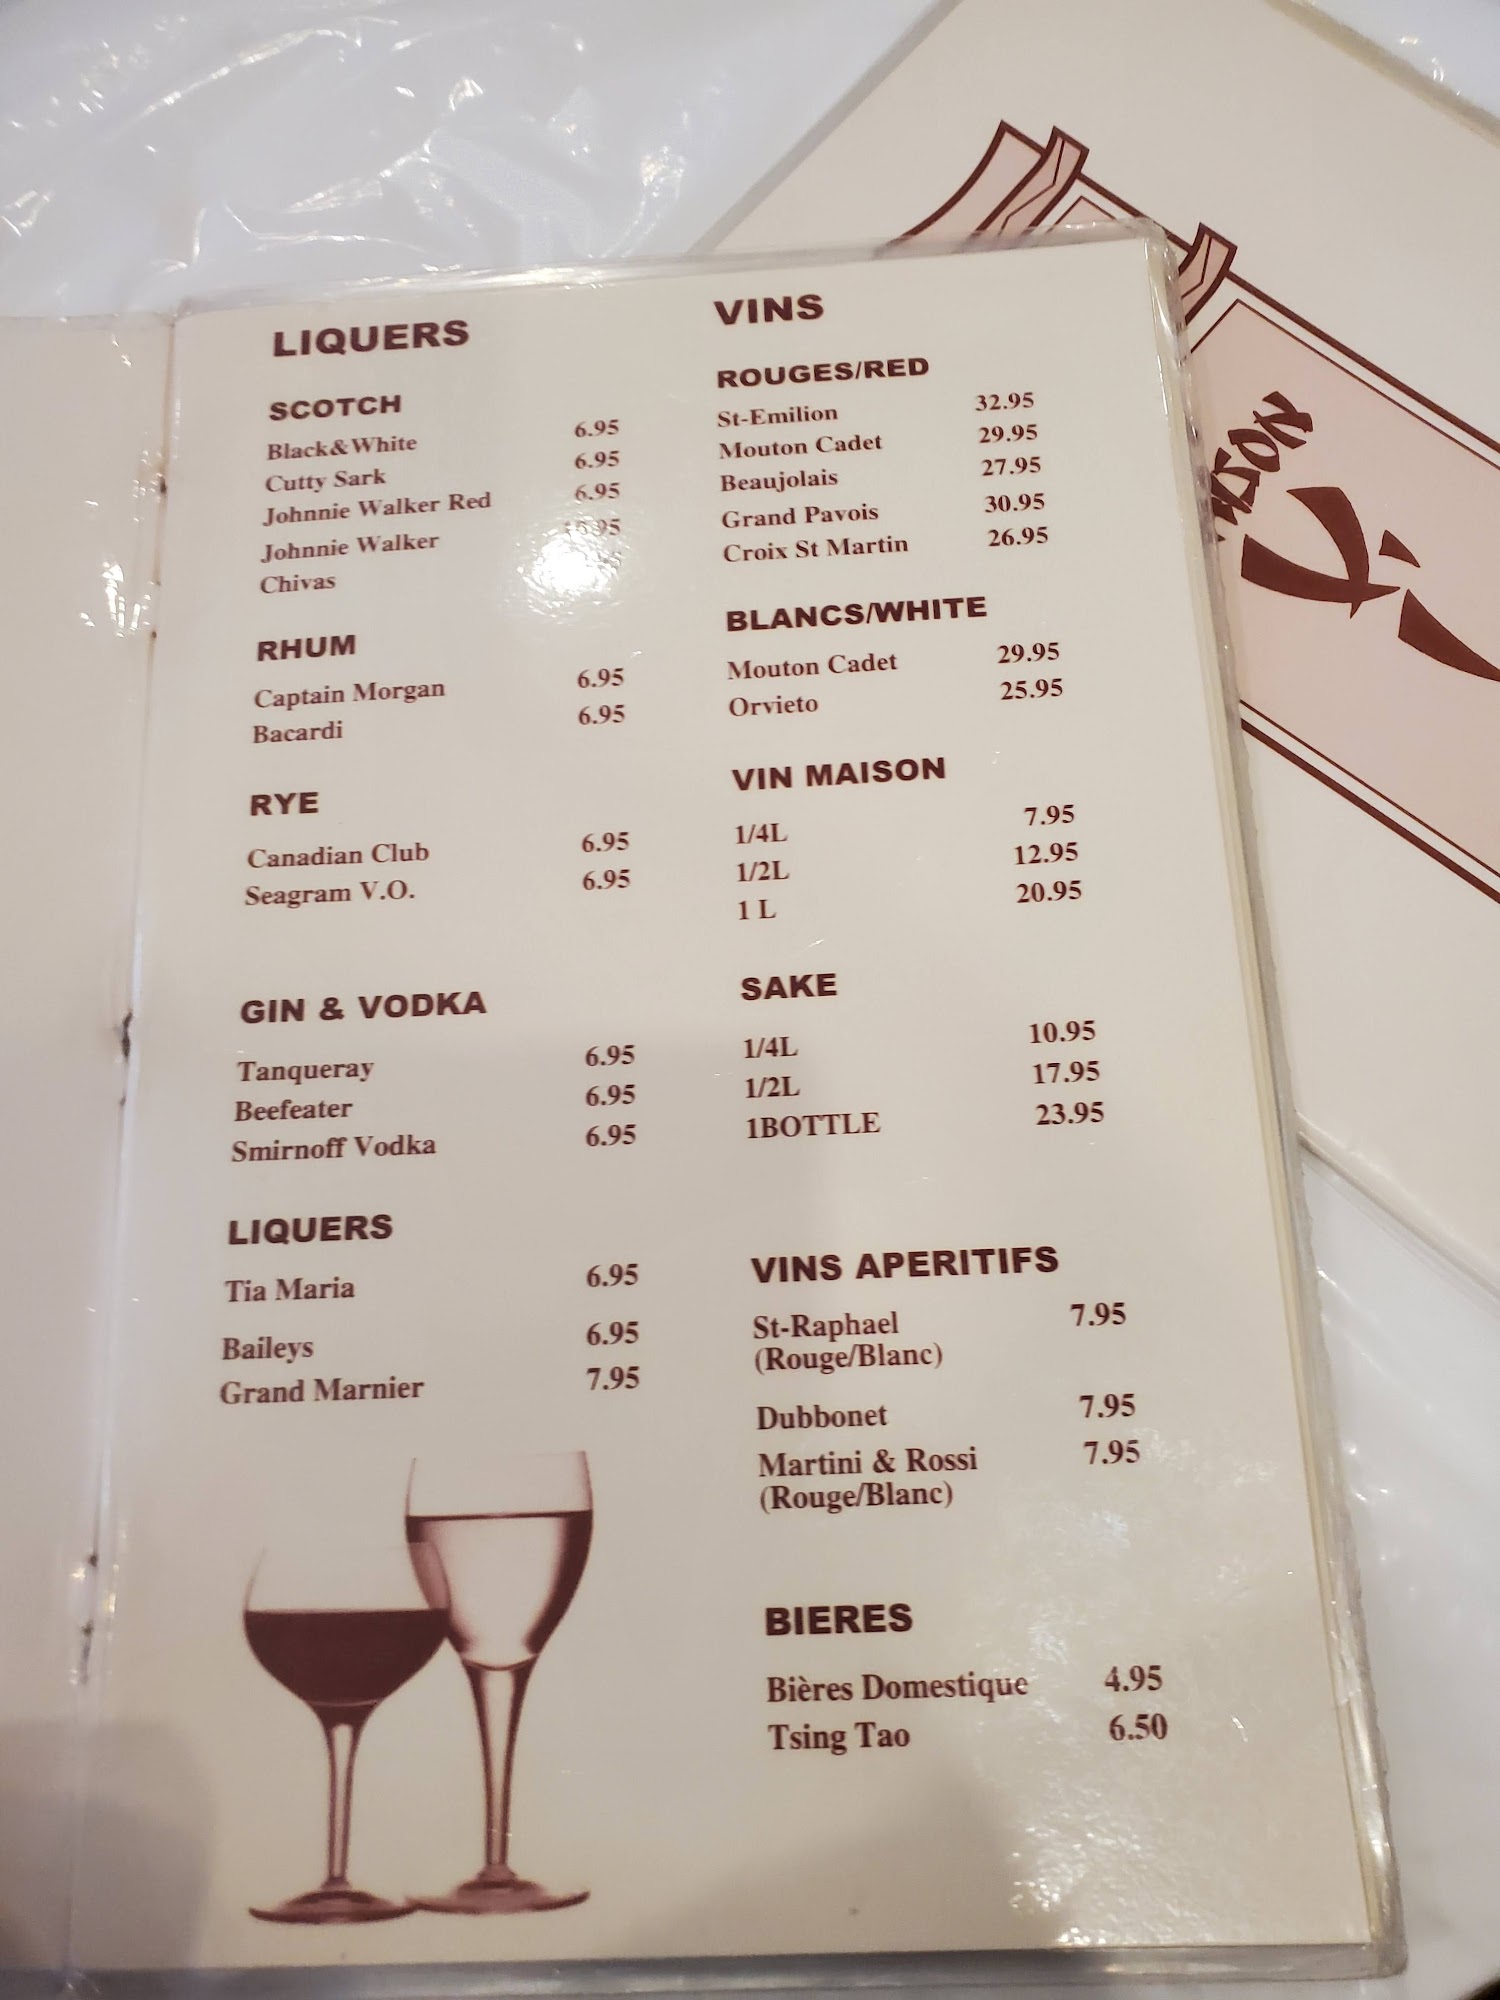 LIQUERS
SCOTCH
Black&White 6.95
Cutty Sark 6.95
Johnnie Walker Red 6.95
Johnnie Walker
Chivas
RHUM
Captain Morgan 6.95
Bacardi 6.95
RYE
Canadian Club 6.95
Seagram V.O. 6.95
GIN & VODKA
Tanqueray 6.95
Beefeater 6.95
Smirnoff Vodka 6.95
LIQUERS
Tia Maria 6.95
Baileys 6.95
Grand Marnier 7.95
VINS
ROUGES/RED
St-Emilion 32.95
Mouton Cadet 29.95
Beaujolais 27.95
Grand Pavois 30.95
Croix St Martin 26.95
BLANCS/WHITE
Mouton Cadet 29.95
Orvieto 25.95
VIN MAISON
1/4L 7.95
1/2L 12.95
1 L 20.95
SAKE
1/4L 10.95
1/2L 17.95
1BOTTLE 23.95
VINS APERITIFS
St-Raphael 7.95
(Rouge/Blanc)
Dubbonet 7.95
Martini & Rossi 7.95
(Rouge/Blanc)
BIERES
Bières Domestique 4.95
Tsing Tao 6.50